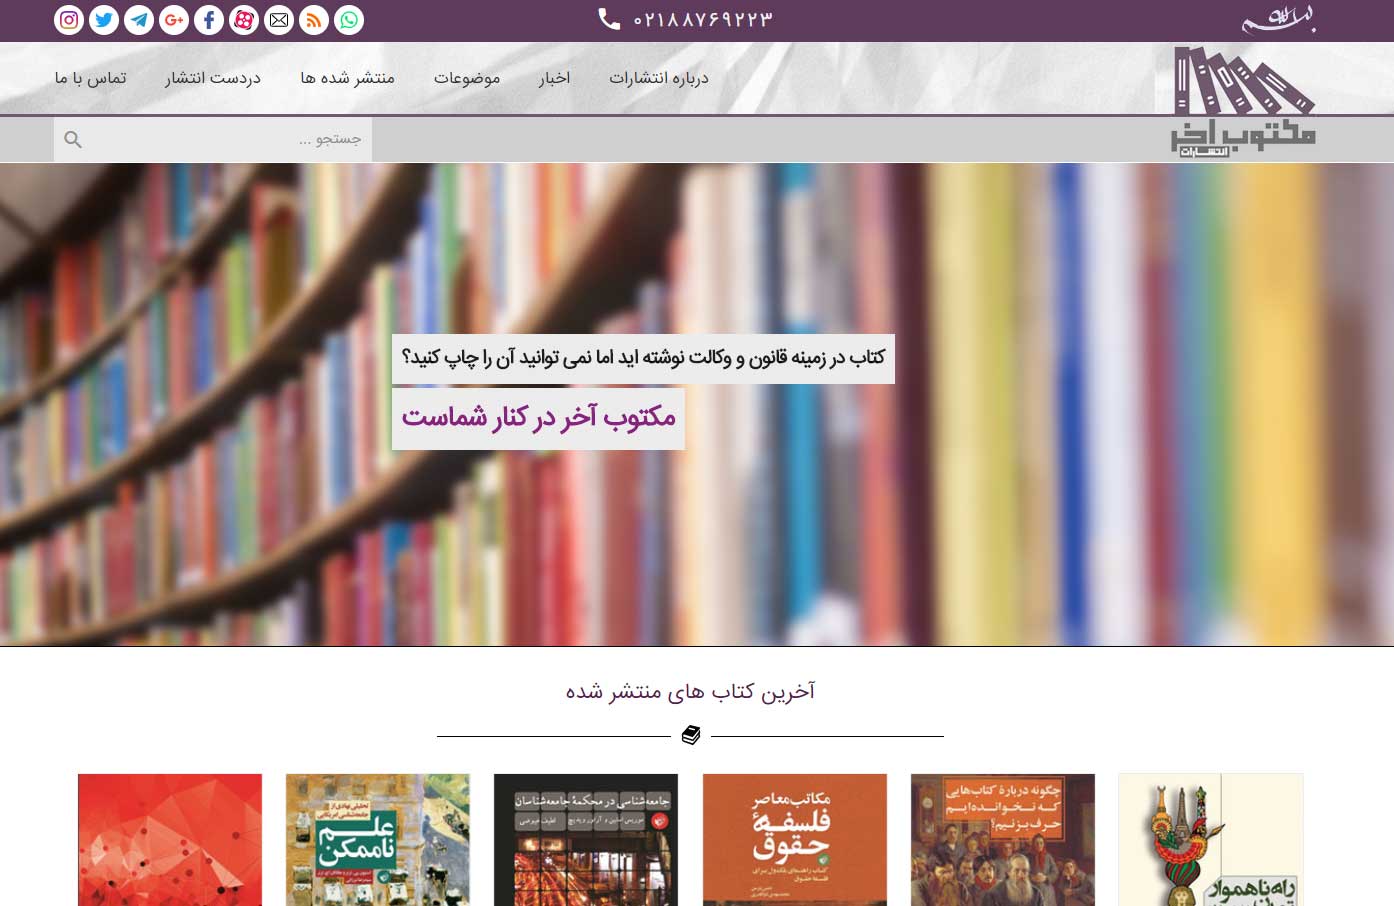 ۰۲۱۸۸۷۶۹۲۲۳
درباره انتشارات
اخبار
موضوعات
منتشر شده ها
دردست انتشار
تماس با ما
مکتوب آخر
انتشارات
جستجو ...
کتاب در زمینه قانون و وکالت نوشته اید اما نمی توانید آن را چاپ کنید؟
مکتوب آخر در کنار شماست
آخرین کتاب های منتشر شده
راه ناهموار
چگونه دربارهٔ کتاب‌هایی
که نخوانده‌ایم
حرف بزنیم؟
مکاتب معاصر
فلسفهٔ
حقوق
جامعه‌شناسی در محکمهٔ جامعه‌شناسان
علم
ناممکن